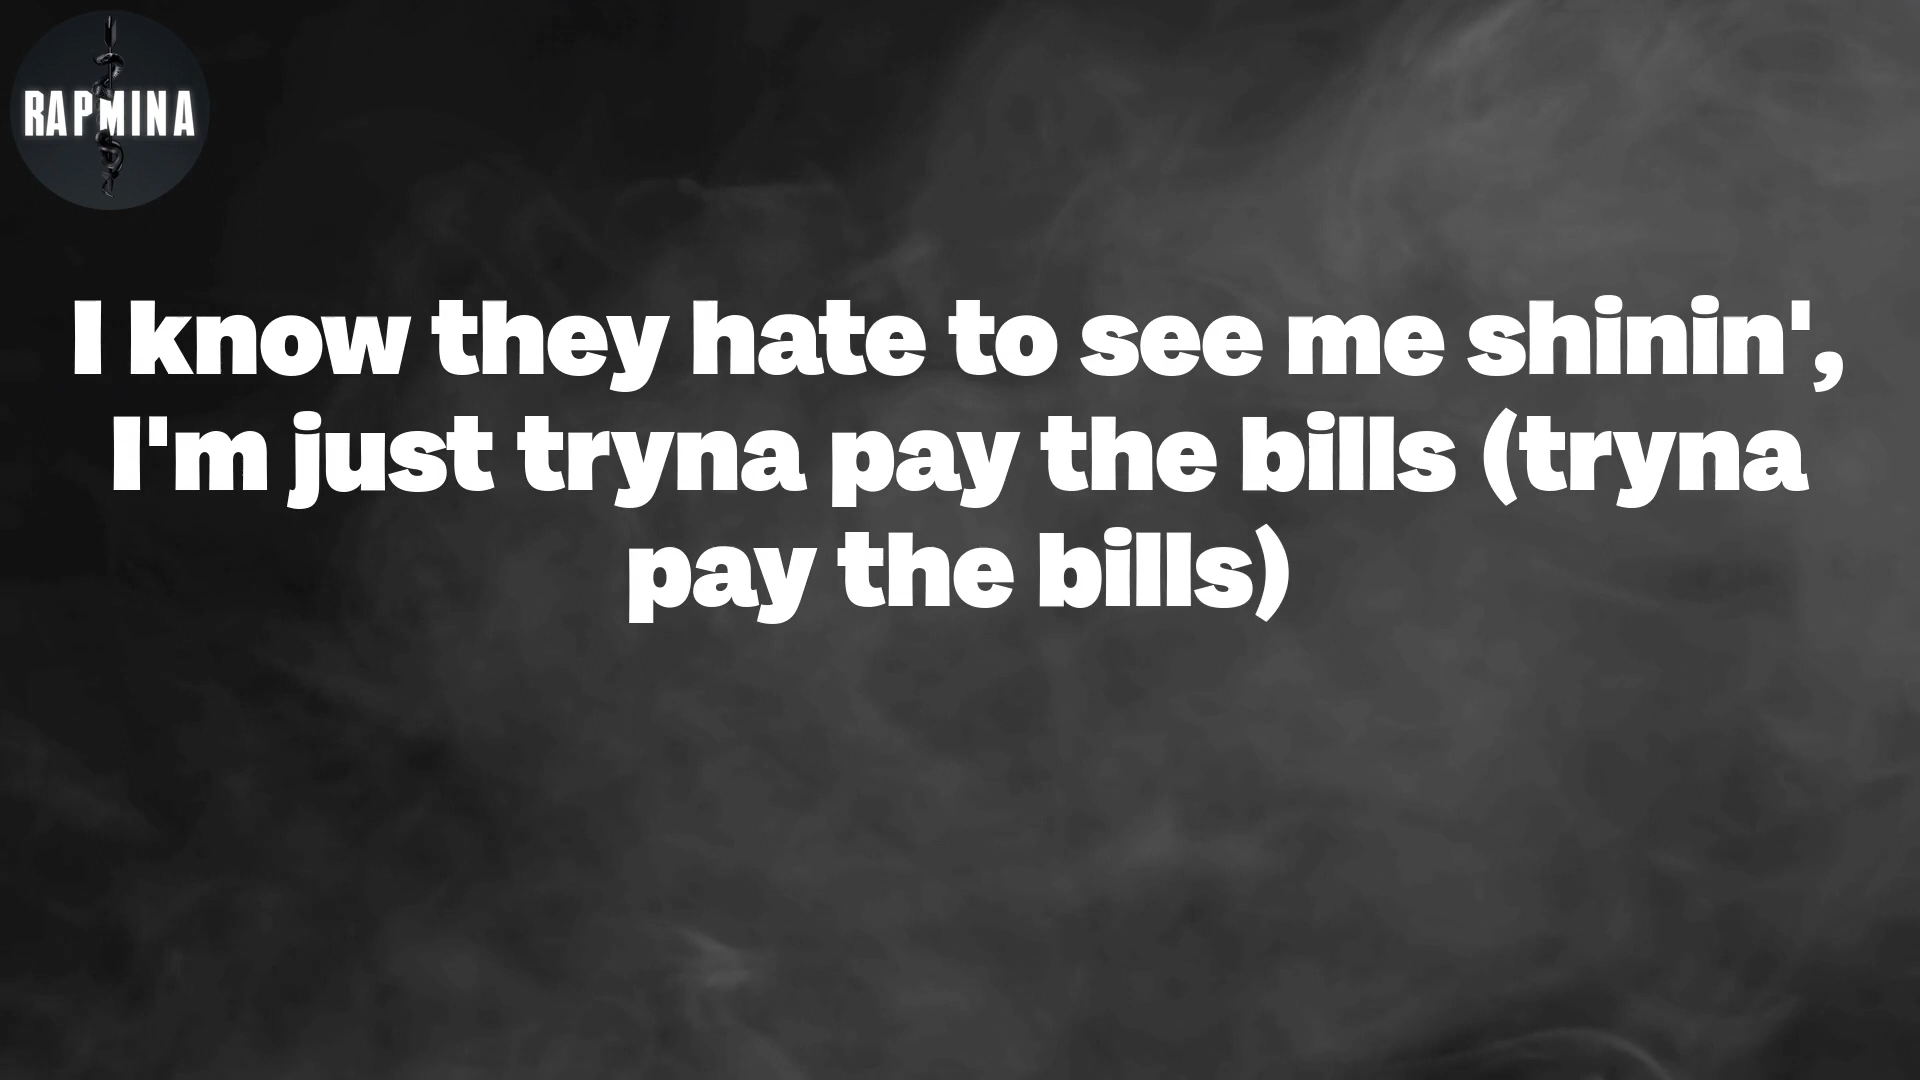 RAPMINA
I know they hate to see me shinin',
I'm just tryna pay the bills (tryna
pay the bills)